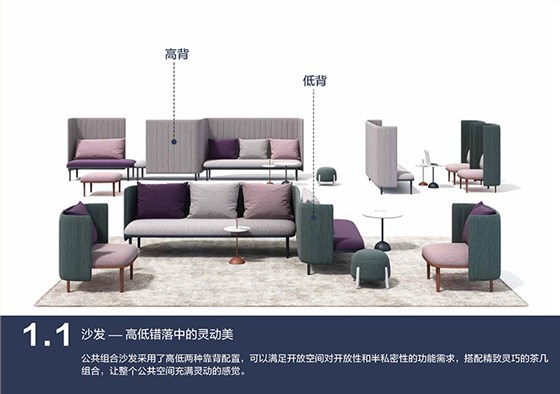 高背
低背
1.1 沙发 — 高低错落中的灵动美
公共组合沙发采用了高低两种靠背配置，可以满足开放空间对开放性和半私密性的功能需求，搭配精致灵巧的茶几
组合，让整个公共空间充满灵动的感觉。